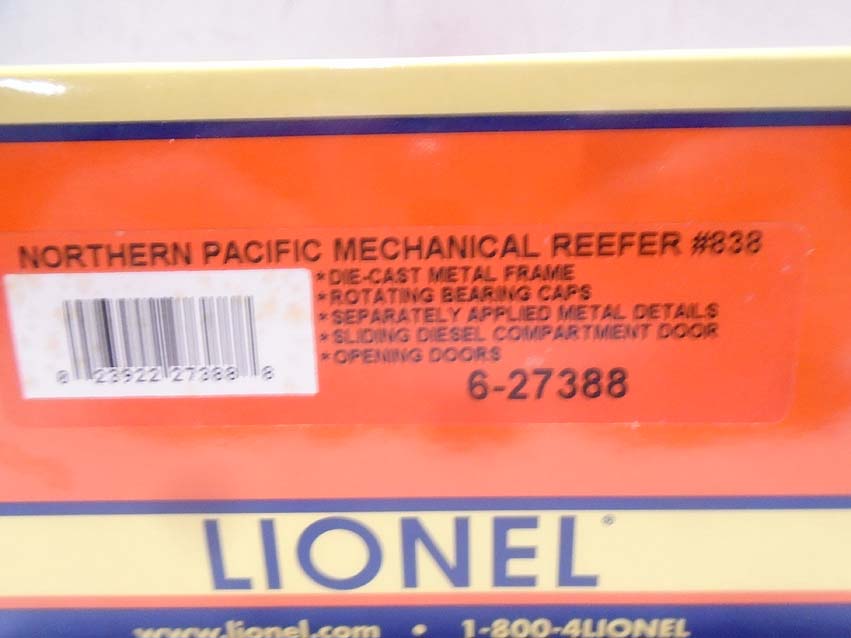 NORTHERN PACIFIC MECHANICAL REEFER #838
*DIE-CAST METAL FRAME
*ROTATING BEARING CAPS
*SEPARATELY APPLIED METAL DETAILS
*SLIDING DIESEL COMPARTMENT DOOR
*OPENING DOORS
0 23922 27388 8
6-27388
LIONEL®
www.lionel.com • 1-800-4LIONEL